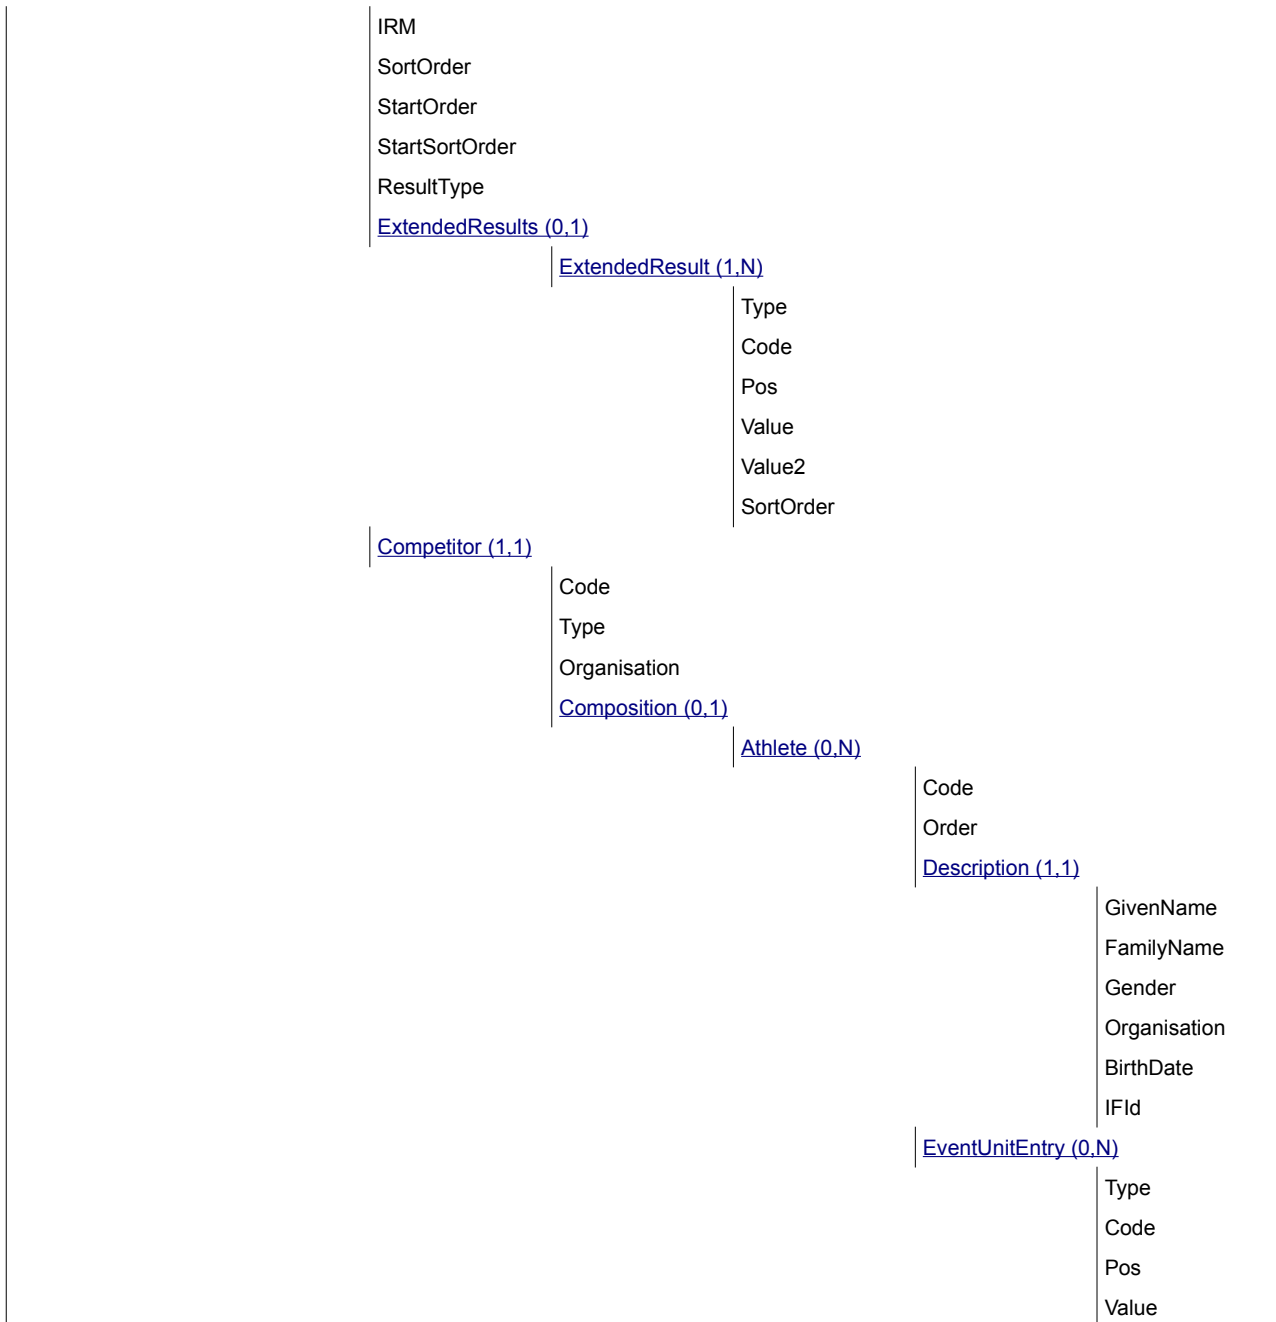 IRM
SortOrder
StartOrder
StartSortOrder
ResultType
ExtendedResults (0,1)
ExtendedResult (1,N)
Type
Code
Pos
Value
Value2
SortOrder
Competitor (1,1)
Code
Type
Organisation
Composition (0,1)
Athlete (0,N)
Code
Order
Description (1,1)
GivenName
FamilyName
Gender
Organisation
BirthDate
IFId
EventUnitEntry (0,N)
Type
Code
Pos
Value